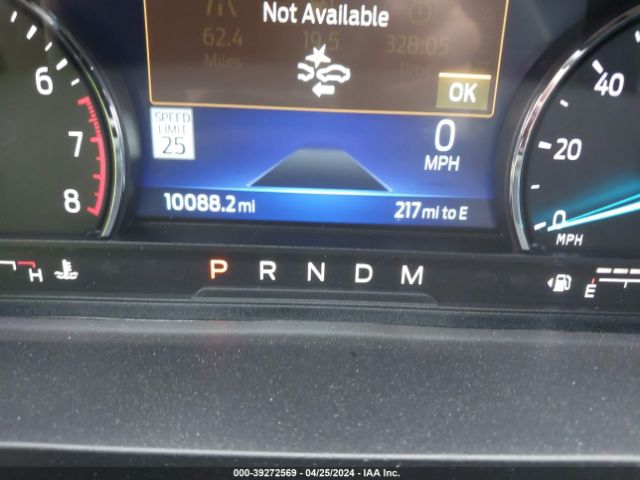 Not Available
62.4 19.5 328:05
Miles time
OK
SPEED
LIMIT
25
0
MPH
10088.2 mi 217 mi to E
6
7
8
40
20
0
MPH
H P R N D M E
000-39272569 - 04/25/2024 - IAA Inc.